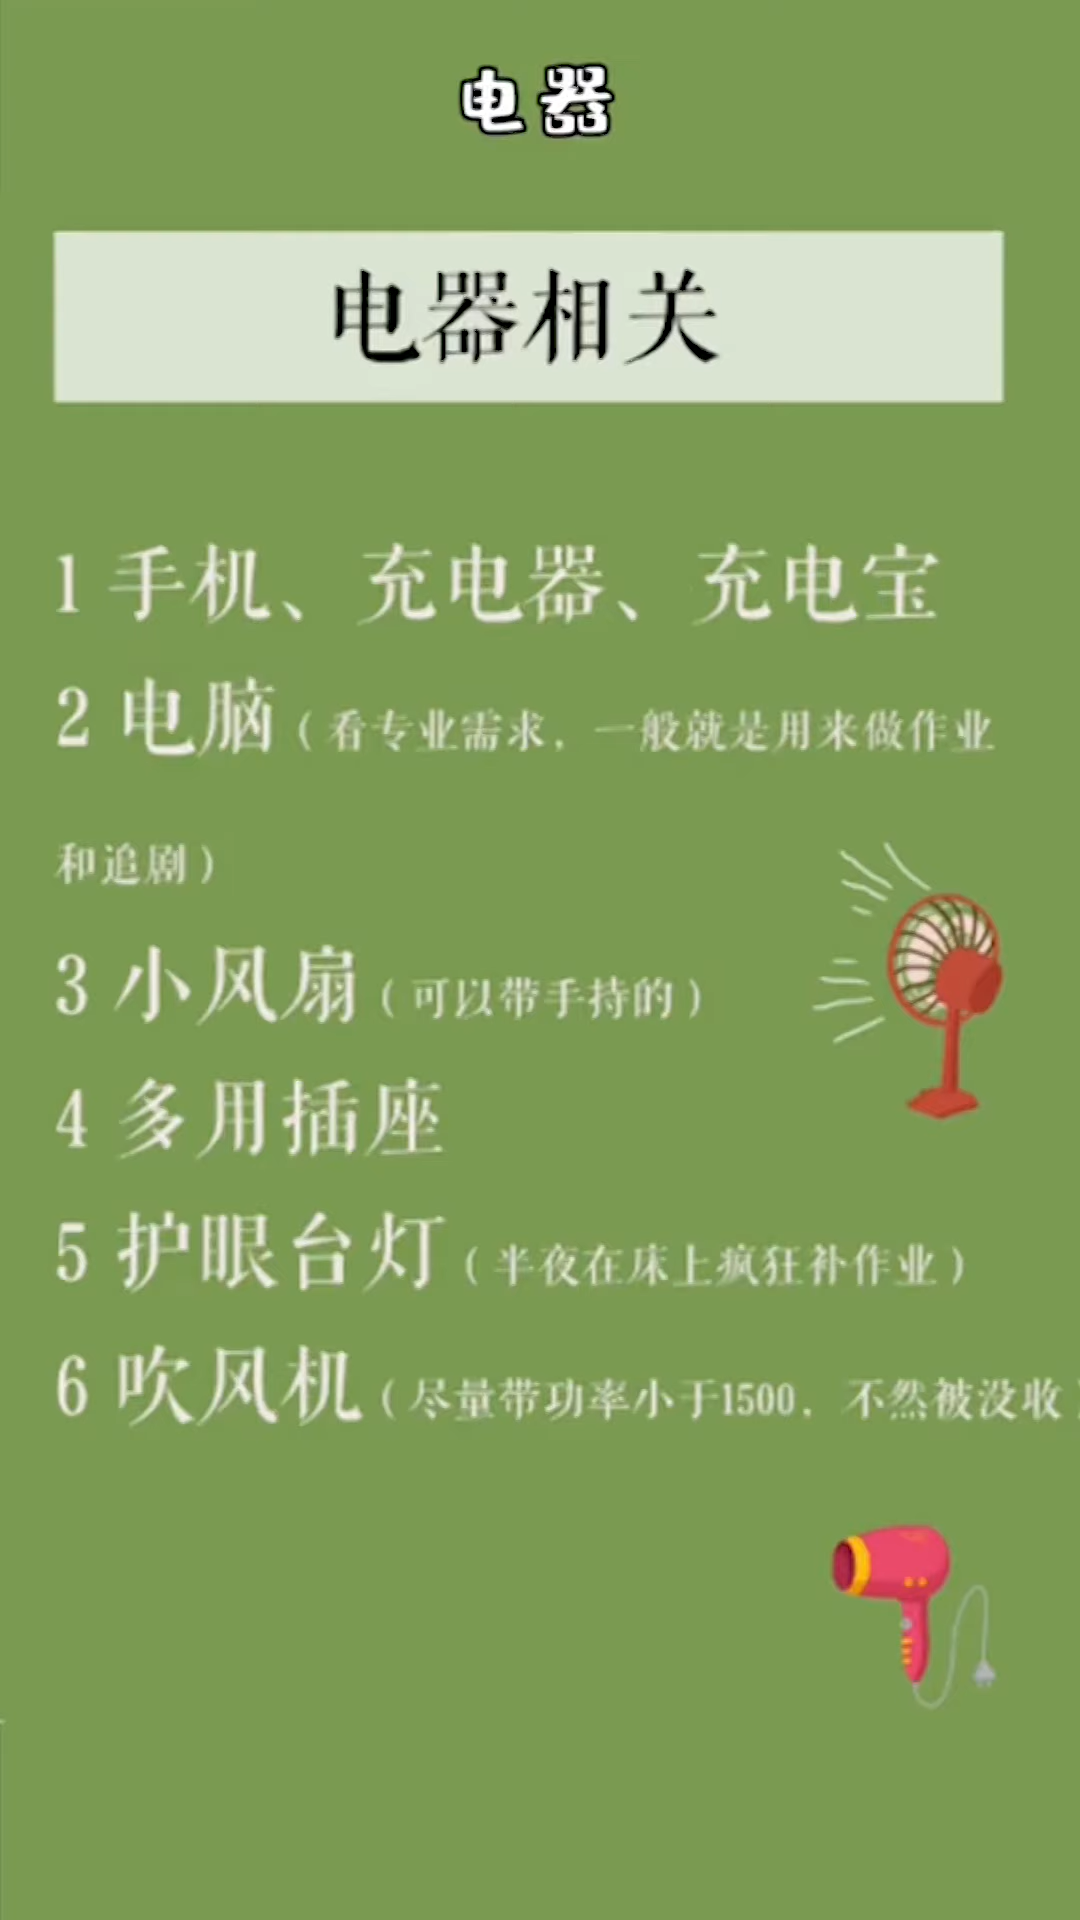 电器
电器相关
1 手机、充电器、充电宝
2 电脑（看专业需求，一般就是用来做作业
和追剧）
3 小风扇（可以带手持的）
4 多用插座
5 护眼台灯（半夜在床上疯狂补作业）
6 吹风机（尽量带功率小于1500，不然被没收）